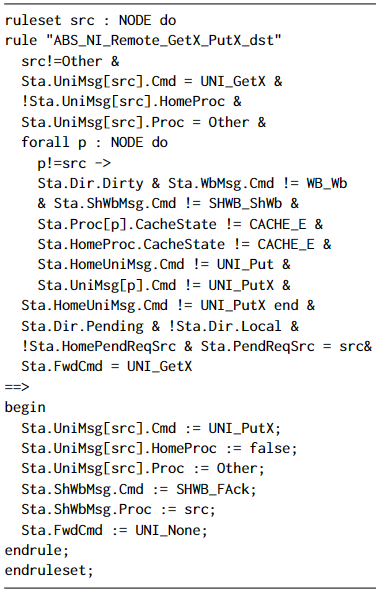 ruleset src : NODE do
rule "ABS_NI_Remote_GetX_PutX_dst"
src!=Other &
Sta.UniMsg[src].Cmd = UNI_GetX &
!Sta.UniMsg[src].HomeProc &
Sta.UniMsg[src].Proc = Other &
forall p : NODE do
p!=src ->
Sta.Dir.Dirty & Sta.WbMsg.Cmd != WB_Wb
& Sta.ShWbMsg.Cmd != SHWB_ShWb &
Sta.Proc[p].CacheState != CACHE_E &
Sta.HomeProc.CacheState != CACHE_E &
Sta.HomeUniMsg.Cmd != UNI_Put &
Sta.UniMsg[p].Cmd != UNI_PutX &
Sta.HomeUniMsg.Cmd != UNI_PutX end &
Sta.Dir.Pending & !Sta.Dir.Local &
!Sta.HomePendReqSrc & Sta.PendReqSrc = src&
Sta.FwdCmd = UNI_GetX
==>
begin
Sta.UniMsg[src].Cmd := UNI_PutX;
Sta.UniMsg[src].HomeProc := false;
Sta.UniMsg[src].Proc := Other;
Sta.ShWbMsg.Cmd := SHWB_FAck;
Sta.ShWbMsg.Proc := src;
Sta.FwdCmd := UNI_None;
endrule;
endruleset;